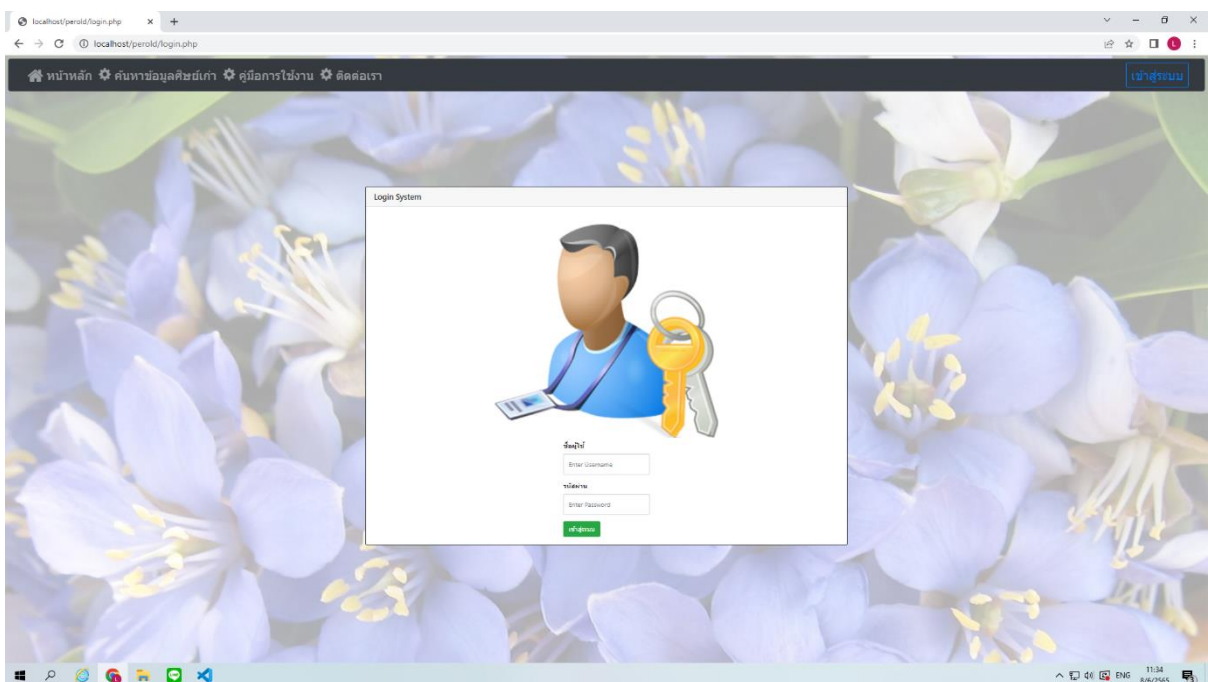 localhost/perold/login.php
localhost/perold/login.php
L
หน้าหลัก ค้นหาข้อมูลศิษย์เก่า คู่มือการใช้งาน ติดต่อเรา
เข้าสู่ระบบ
Login System
ชื่อผู้ใช้
Enter Username
รหัสผ่าน
Enter Password
เข้าสู่ระบบ
ENG
11:34
8/6/2565